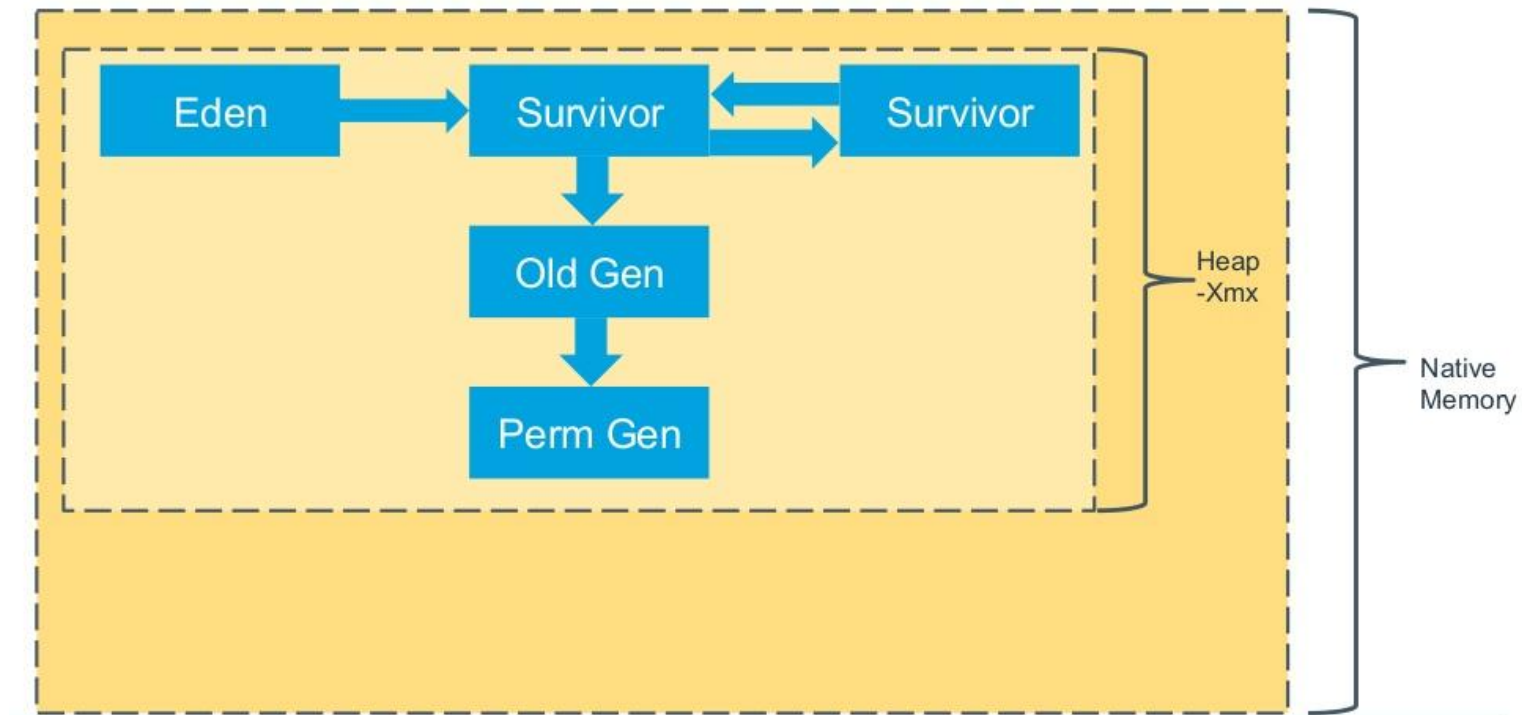 Eden
Survivor
Survivor
Old Gen
Heap
-Xmx
Native
Memory
Perm Gen